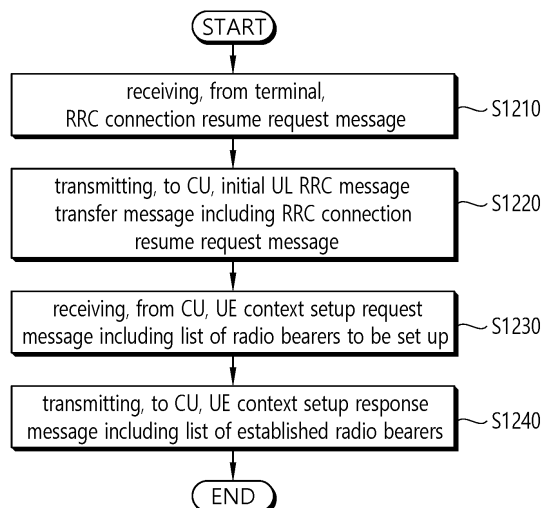 START
receiving, from terminal,
RRC connection resume request message
S1210
transmitting, to CU, initial UL RRC message
transfer message including RRC connection
resume request message
S1220
receiving, from CU, UE context setup request
message including list of radio bearers to be set up
S1230
transmitting, to CU, UE context setup response
message including list of established radio bearers
S1240
END